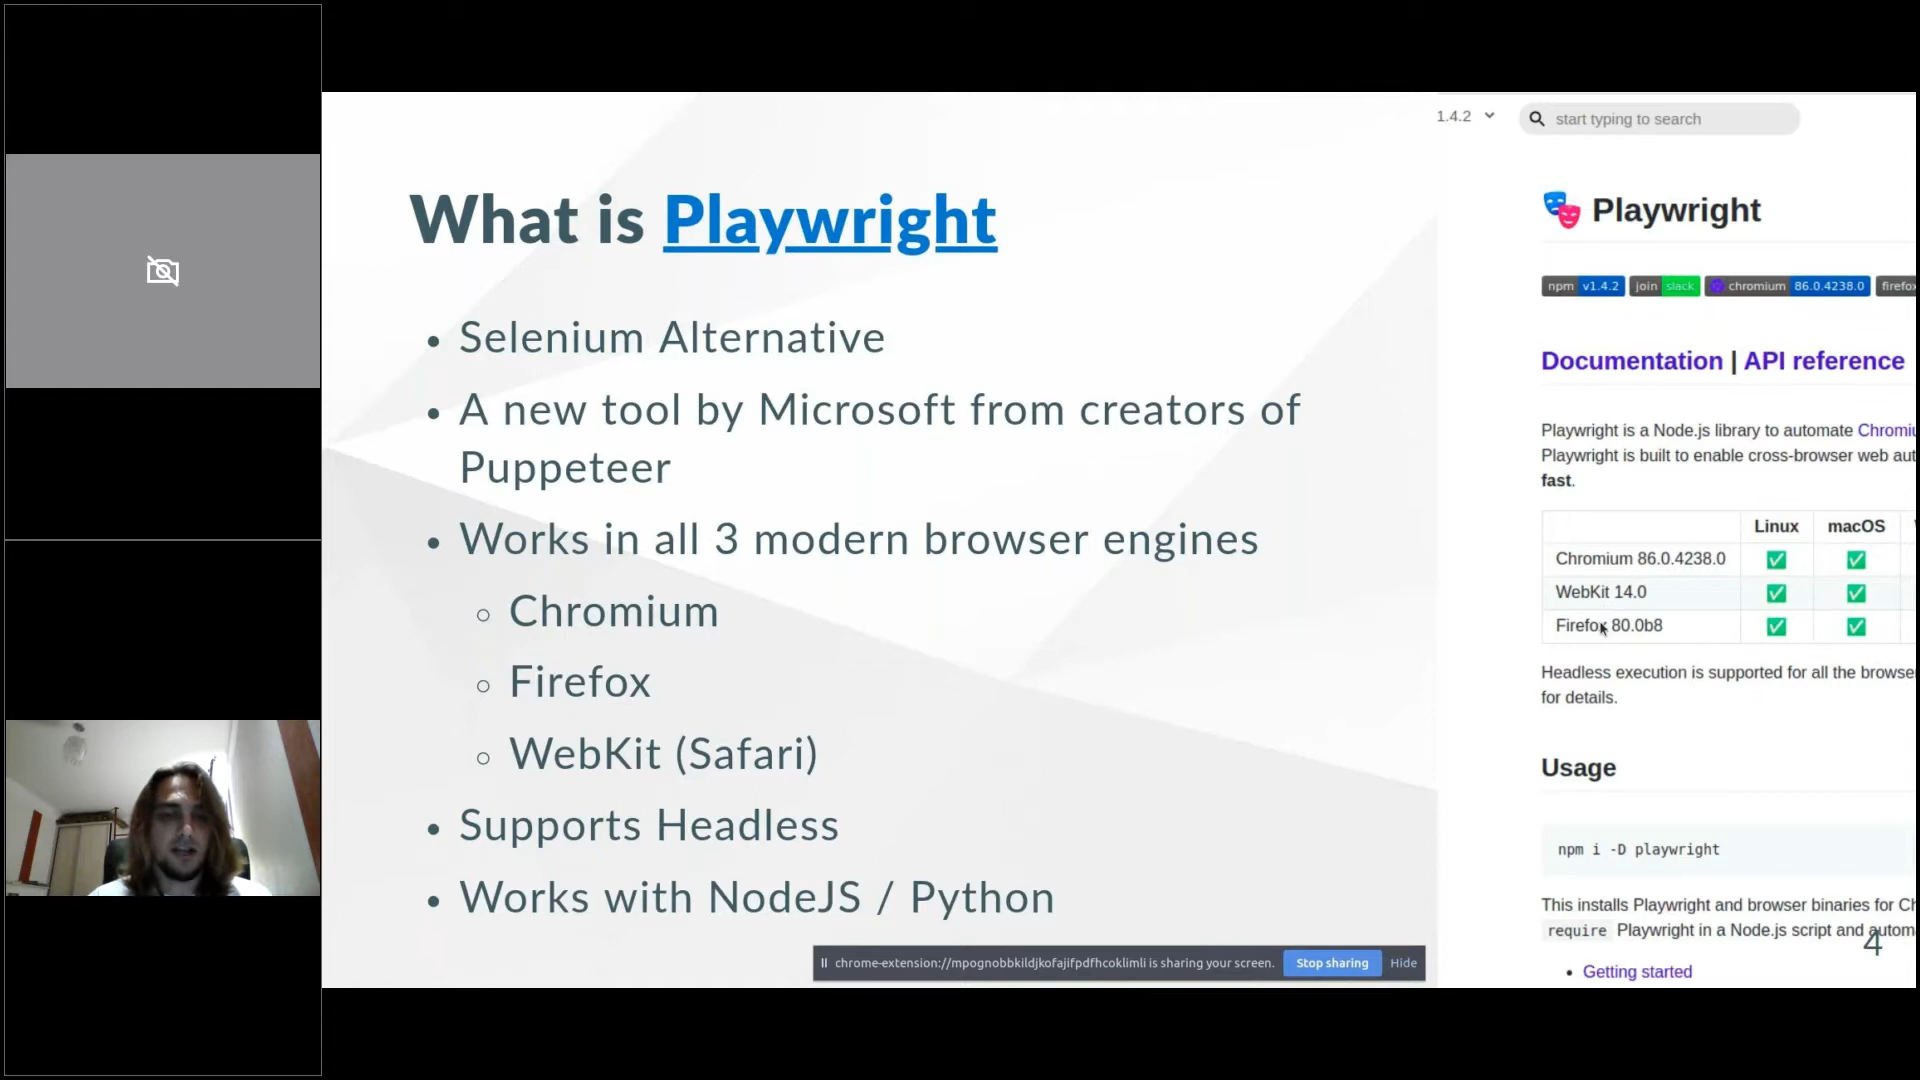 What is Playwright
• Selenium Alternative
• A new tool by Microsoft from creators of
Puppeteer
• Works in all 3 modern browser engines
○ Chromium
○ Firefox
○ WebKit (Safari)
• Supports Headless
• Works with NodeJS / Python
chrome-extension://mpognobbkildjkofajifpdfhcoklimli is sharing your screen. Stop sharing Hide
1.4.2 start typing to search
Playwright
npm v1.4.2 join slack chromium 86.0.4238.0 firefox
Documentation | API reference
Playwright is a Node.js library to automate
Playwright is built to enable cross-browser web
fast.
Linux macOS
Chromium 86.0.4238.0
WebKit 14.0
Firefox 80.0b8
Headless execution is supported for all the
for details.
Usage
npm i -D playwright
This installs Playwright and browser binaries for
require Playwright in a Node.js script and
4
• Getting started